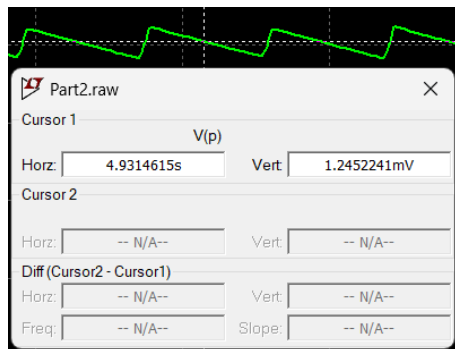 Part2.raw
Cursor 1
V(p)
Horz: 4.9314615s Vert: 1.2452241mV
Cursor 2
Horz: -- N/A-- Vert: -- N/A--
Diff (Cursor2 - Cursor1)
Horz: -- N/A-- Vert: -- N/A--
Freq: -- N/A-- Slope: -- N/A--